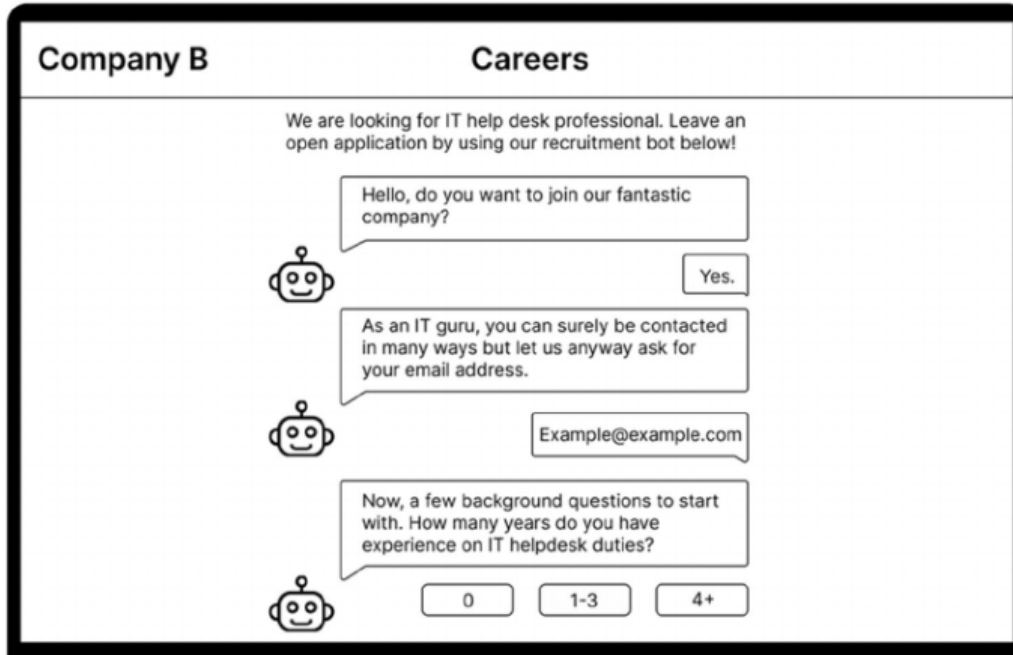 Company B
Careers
We are looking for IT help desk professional. Leave an
open application by using our recruitment bot below!
Hello, do you want to join our fantastic
company?
Yes.
As an IT guru, you can surely be contacted
in many ways but let us anyway ask for
your email address.
Example@example.com
Now, a few background questions to start
with. How many years do you have
experience on IT helpdesk duties?
0
1-3
4+